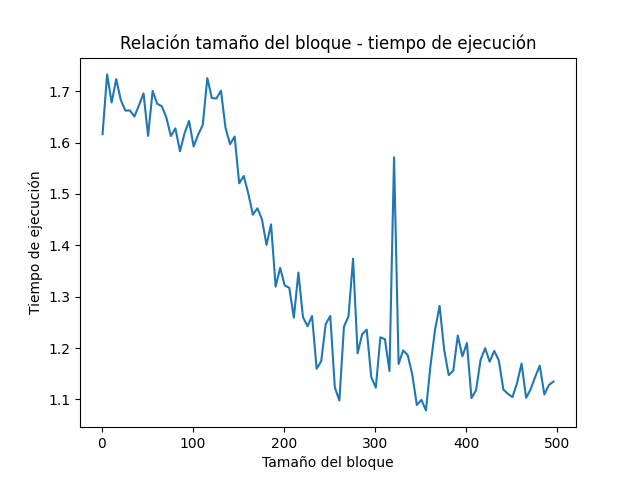 Relación tamaño del bloque - tiempo de ejecución
1.7
1.6
1.5
1.4
1.3
1.2
1.1
Tiempo de ejecución
0 100 200 300 400 500
Tamaño del bloque